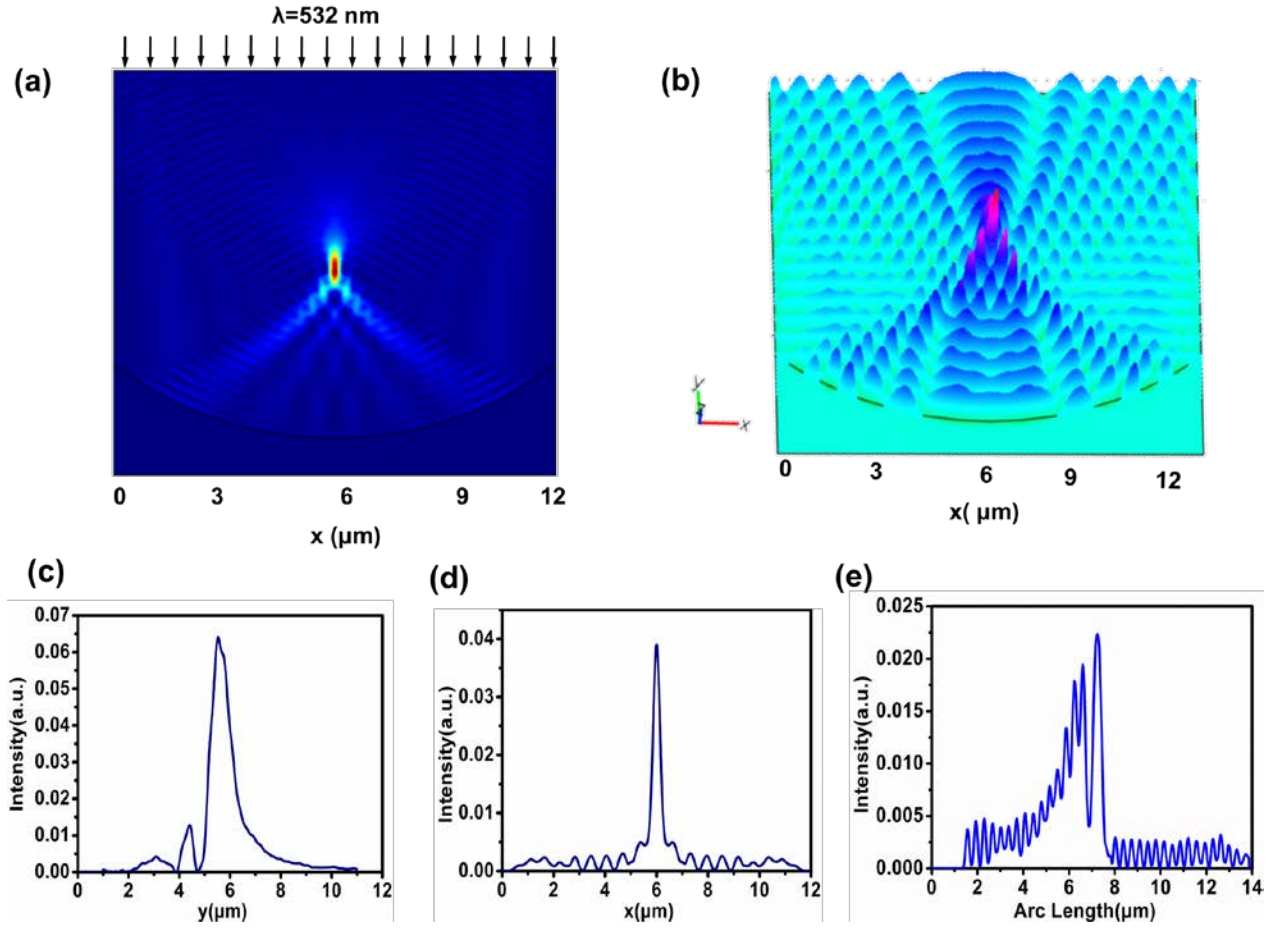 λ=532 nm
(a)
(b)
y
x
0 3 6 9 12
x (µm)
0 3 6 9 12
x( µm)
(c)
0.07
0.06
0.05
0.04
0.03
0.02
0.01
0.00
Intensity(a.u.)
0 2 4 6 8 10 12
y(µm)
(d)
0.04
0.03
0.02
0.01
0.00
Intensity(a.u.)
0 2 4 6 8 10 12
x(µm)
(e)
0.025
0.020
0.015
0.010
0.005
0.000
Intensity(a.u.)
0 2 4 6 8 10 12 14
Arc Length(µm)